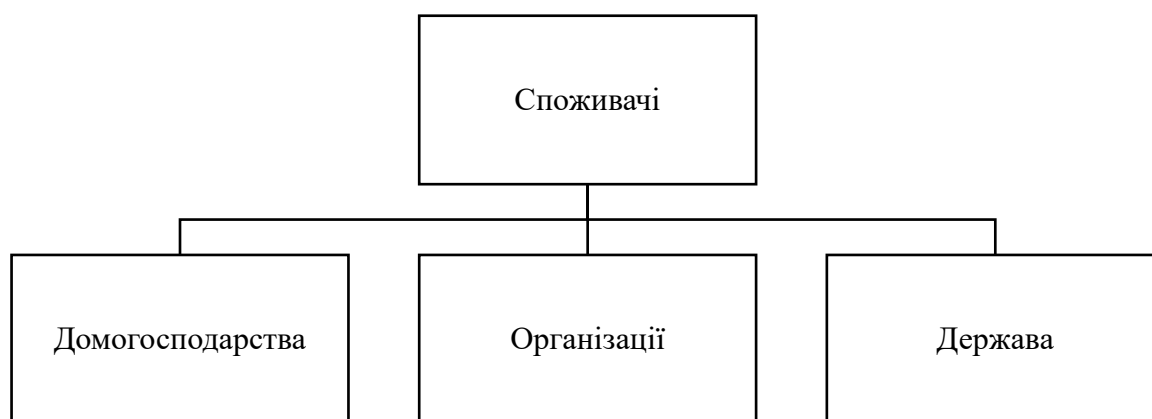 Споживачі
Домогосподарства
Організації
Держава